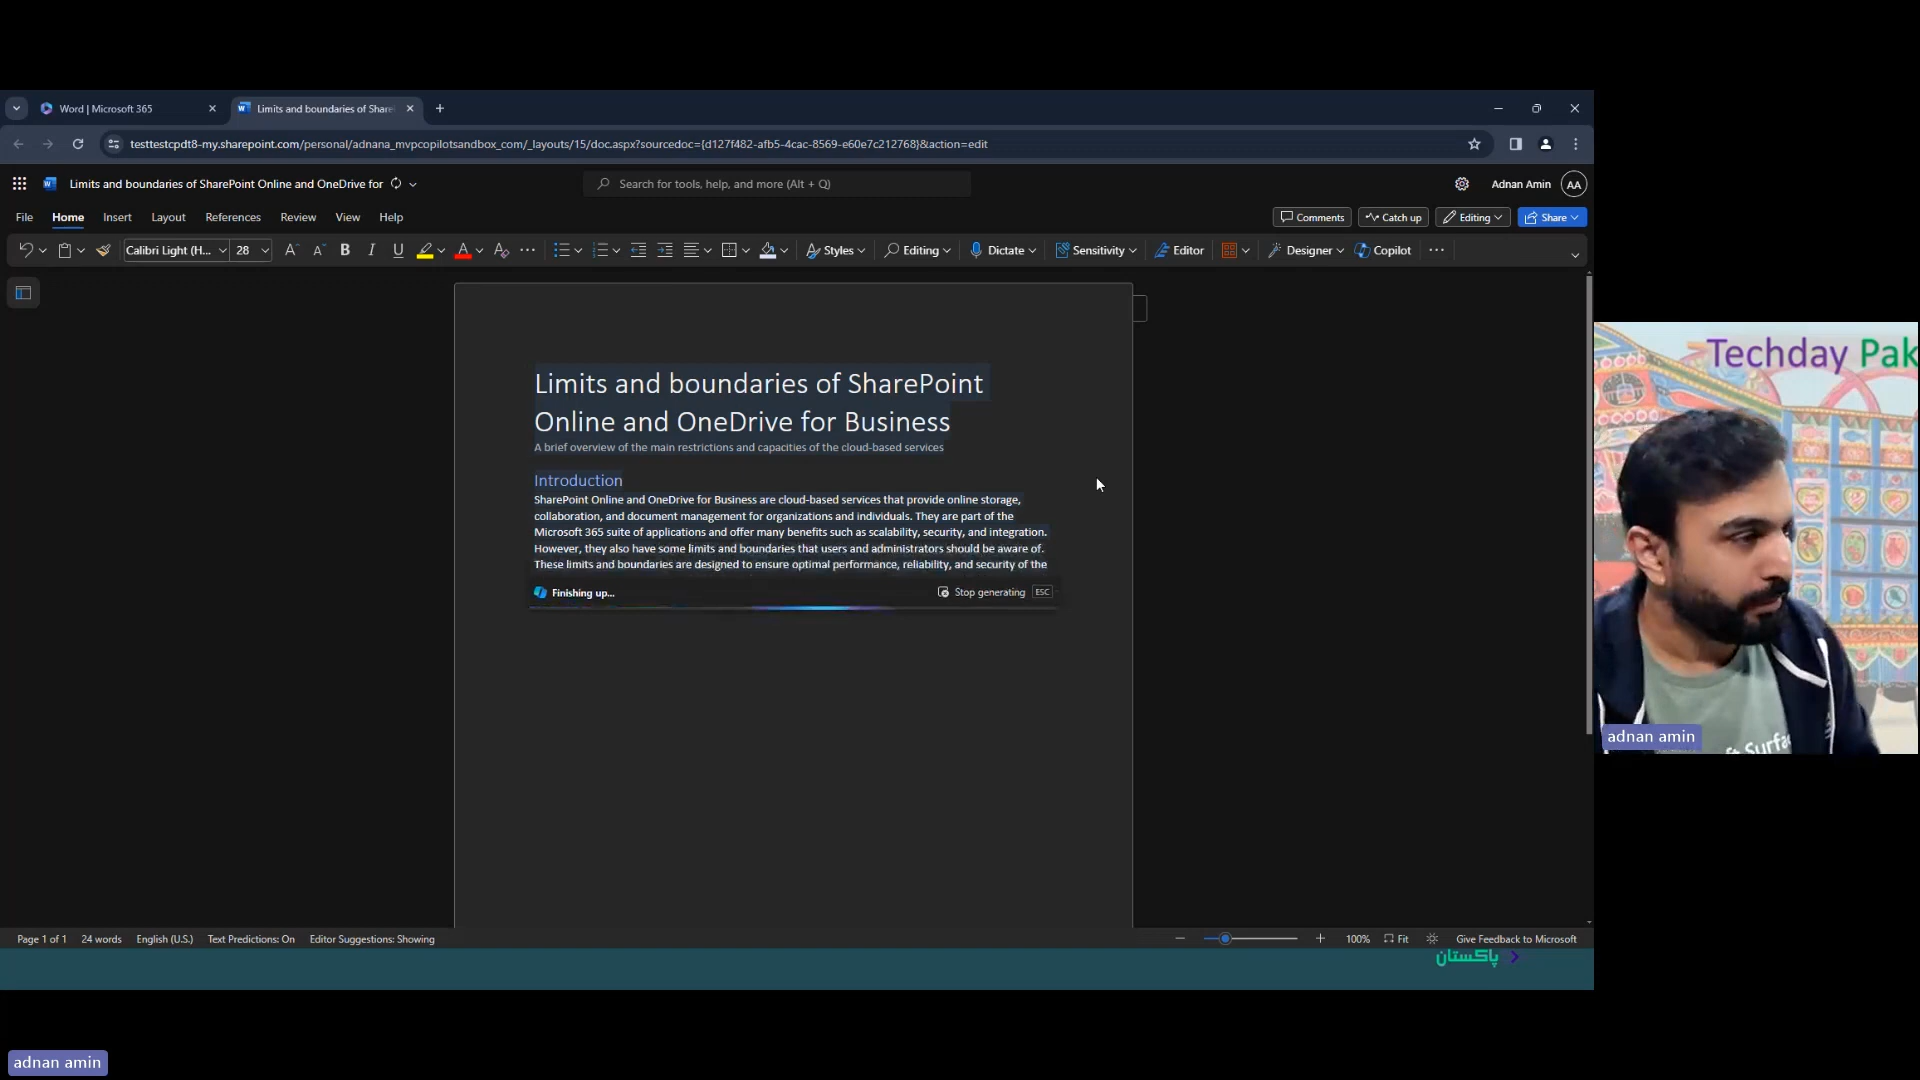 Word | Microsoft 365
Limits and boundaries of Share
testtestcpdt8-my.sharepoint.com/personal/adnana_mvpcopilotsandbox_com/_layouts/15/doc.aspx?sourcedoc={d127f482-afb5-4cac-8569-e60e7c212768}&action=edit
Limits and boundaries of SharePoint Online and OneDrive for
Search for tools, help, and more (Alt + Q)
Adnan Amin
AA
File Home Insert Layout References Review View Help
Comments Catch up Editing Share
Calibri Light (H... 28 Styles Editing Dictate Sensitivity Editor Designer Copilot
Limits and boundaries of SharePoint
Online and OneDrive for Business
A brief overview of the main restrictions and capacities of the cloud-based services
Introduction
SharePoint Online and OneDrive for Business are cloud-based services that provide online storage,
collaboration, and document management for organizations and individuals. They are part of the
Microsoft 365 suite of applications and offer many benefits such as scalability, security, and integration.
However, they also have some limits and boundaries that users and administrators should be aware of.
These limits and boundaries are designed to ensure optimal performance, reliability, and security of the
Finishing up...
Stop generating ESC
Techday Pak
adnan amin
Page 1 of 1 24 words English (U.S.) Text Predictions: On Editor Suggestions: Showing
100% Fit Give Feedback to Microsoft
پاکستان
adnan amin